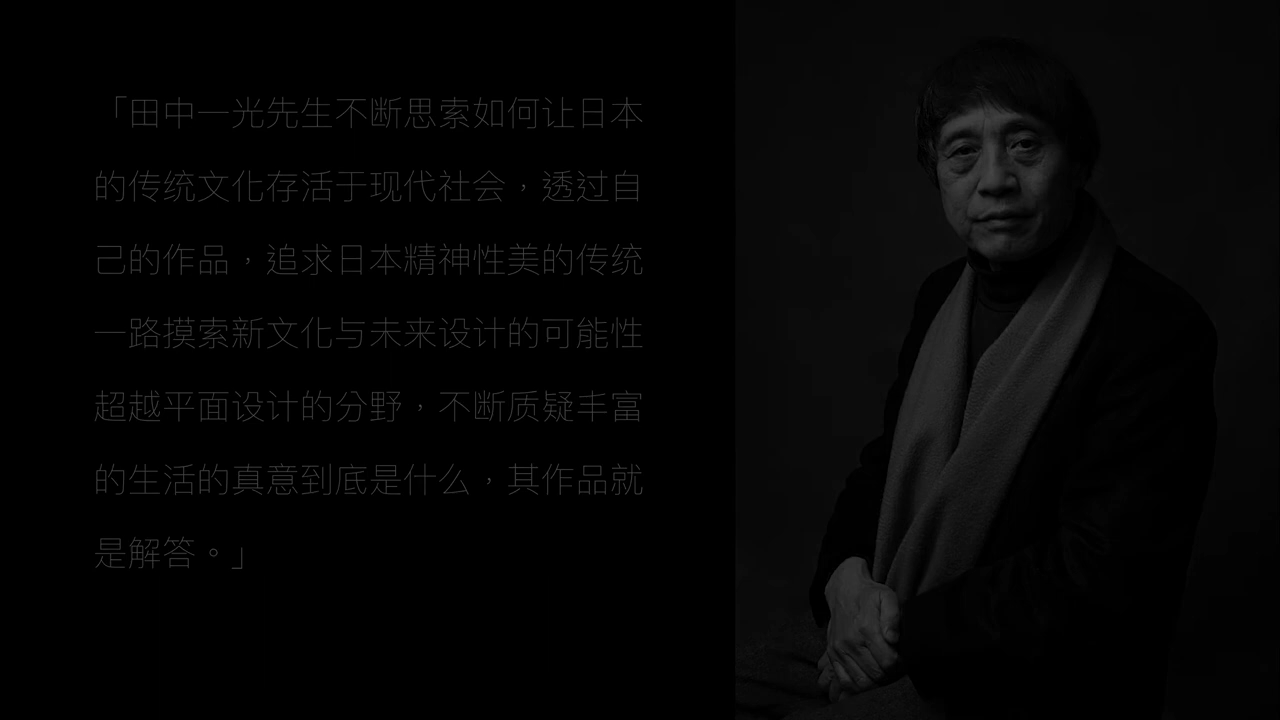 「田中一光先生不断思索如何让日本
的传统文化存活于现代社会，透过自
己的作品，追求日本精神性美的传统
一路摸索新文化与未来设计的可能性
超越平面设计的分野，不断质疑丰富
的生活的真意到底是什么，其作品就
是解答。」